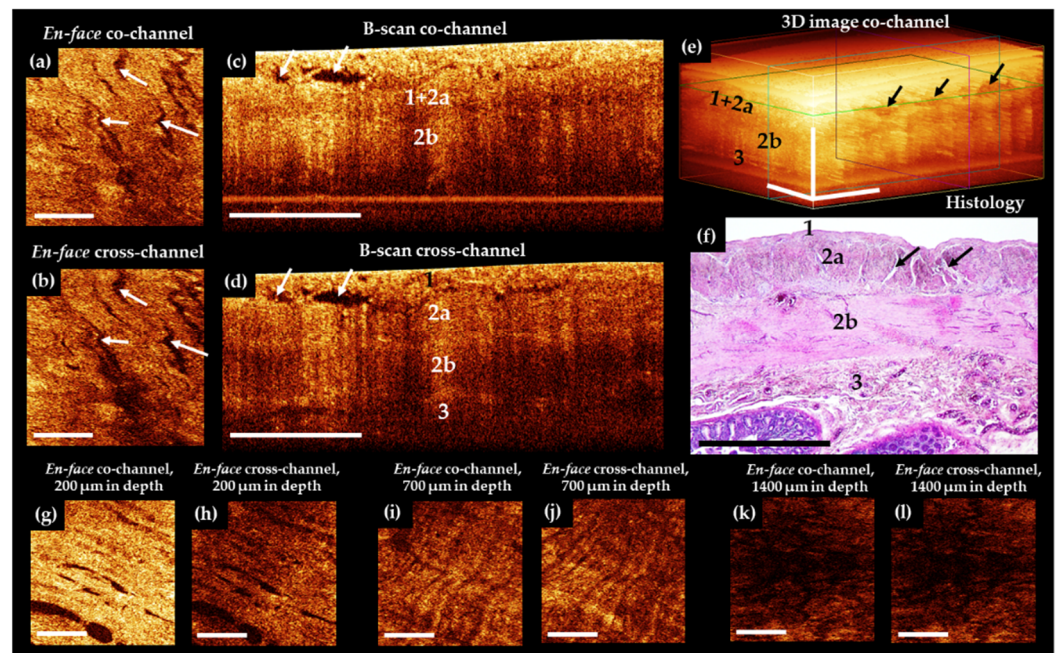 En-face co-channel
B-scan co-channel
3D image co-channel
(a)
(c)
(e)
1+2a
2b
1+2a
2b
3
Histology
En-face cross-channel
B-scan cross-channel
(b)
(d)
1
2a
2b
3
(f)
1
2a
2b
3
En-face co-channel,
200 μm in depth
En-face cross-channel,
200 μm in depth
En-face co-channel,
700 μm in depth
En-face cross-channel,
700 μm in depth
En-face co-channel,
1400 μm in depth
En-face cross-channel,
1400 μm in depth
(g)
(h)
(i)
(j)
(k)
(l)